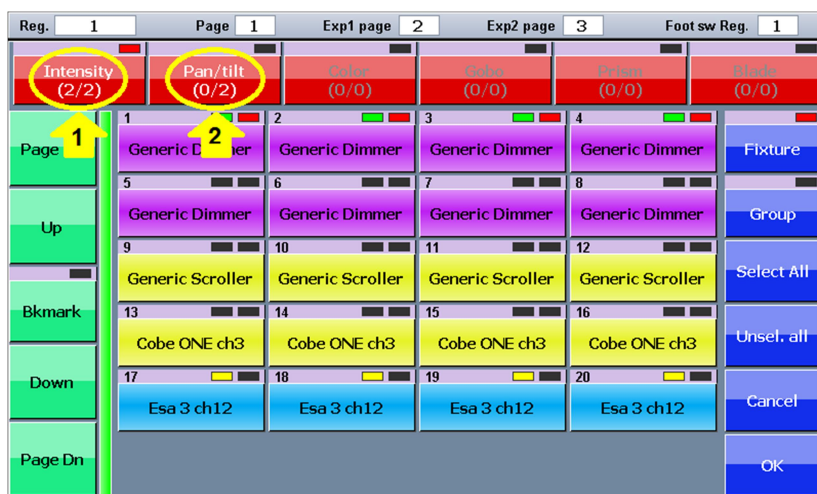 Reg. 1 Page 1 Exp1 page 2 Exp2 page 3 Foot sw Reg. 1
Intensity Pan/tilt Color Gobo Prism Blade
(2/2) (0/2) (0/0) (0/0) (0/0) (0/0)
1 2
1 2 3 4
Page Generic Dimmer Generic Dimmer Generic Dimmer Fixture
5 6 7 8
Up Generic Dimmer Generic Dimmer Generic Dimmer Generic Dimmer Group
9 10 11 12
Generic Scroller Generic Scroller Generic Scroller Generic Scroller Select All
Bkmark
13 14 15 16
Cobe ONE ch3 Cobe ONE ch3 Cobe ONE ch3 Cobe ONE ch3 Unsel. all
Down
17 18 19 20
Esa 3 ch12 Esa 3 ch12 Esa 3 ch12 Esa 3 ch12 Cancel
Page Dn OK